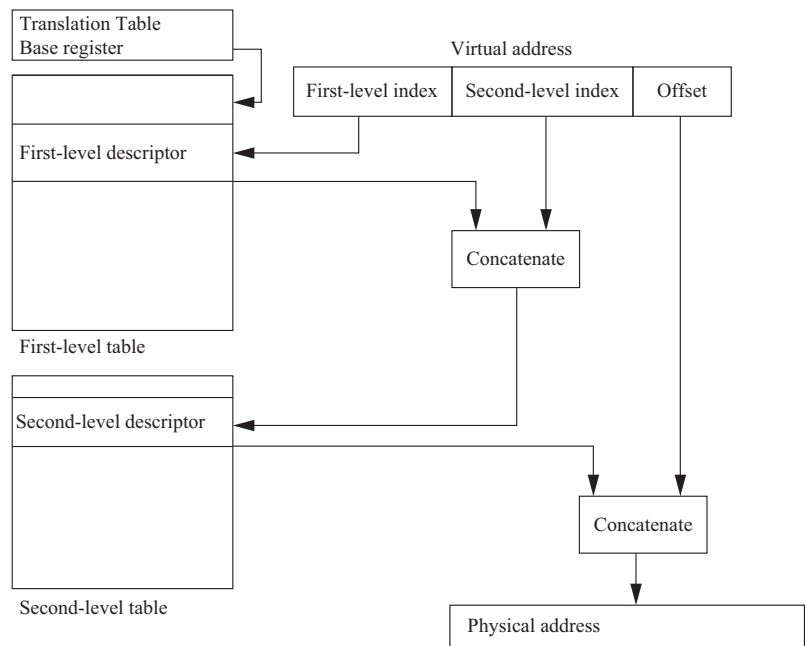 Translation Table
Base register
Virtual address
First-level index
Second-level index
Offset
First-level descriptor
Concatenate
First-level table
Second-level descriptor
Concatenate
Second-level table
Physical address